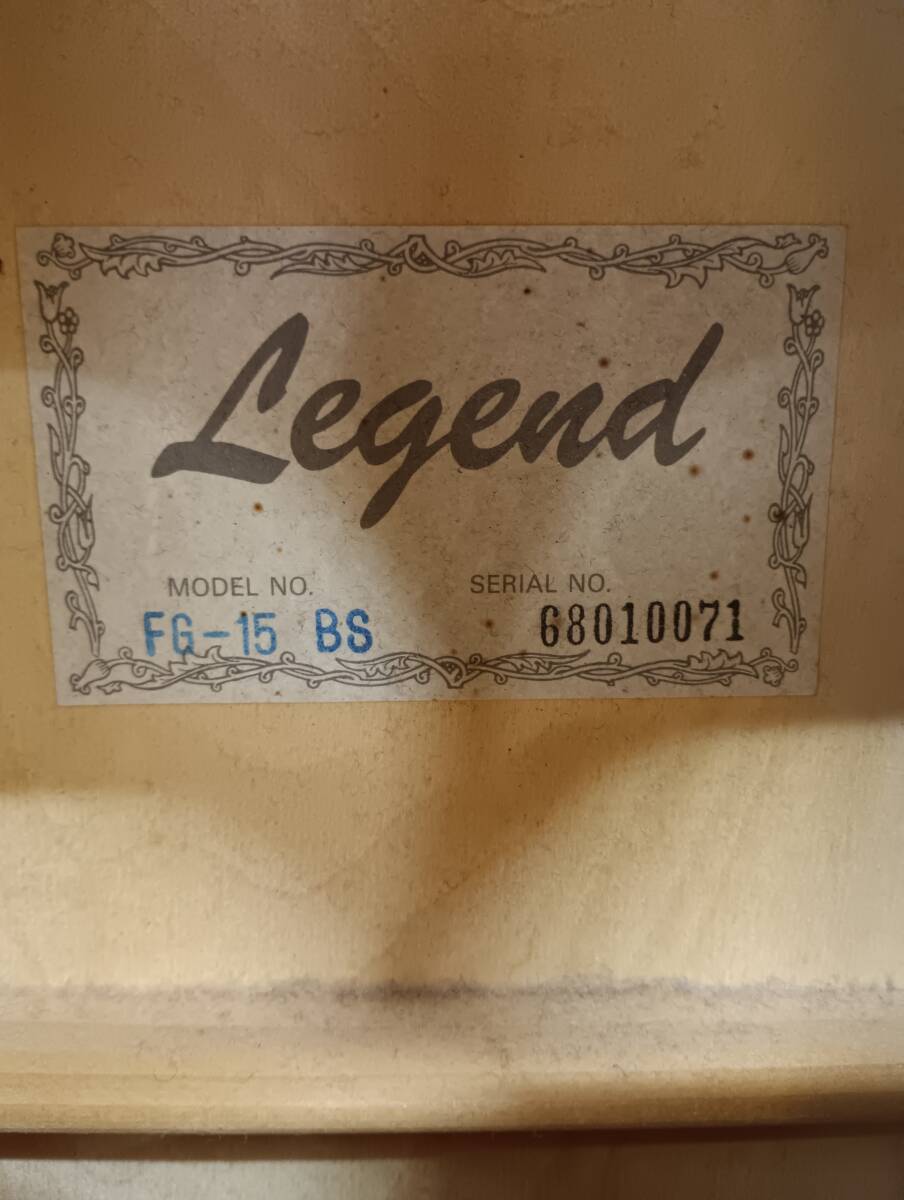 Legend
MODEL NO. SERIAL NO.
FG-15 BS 68010071